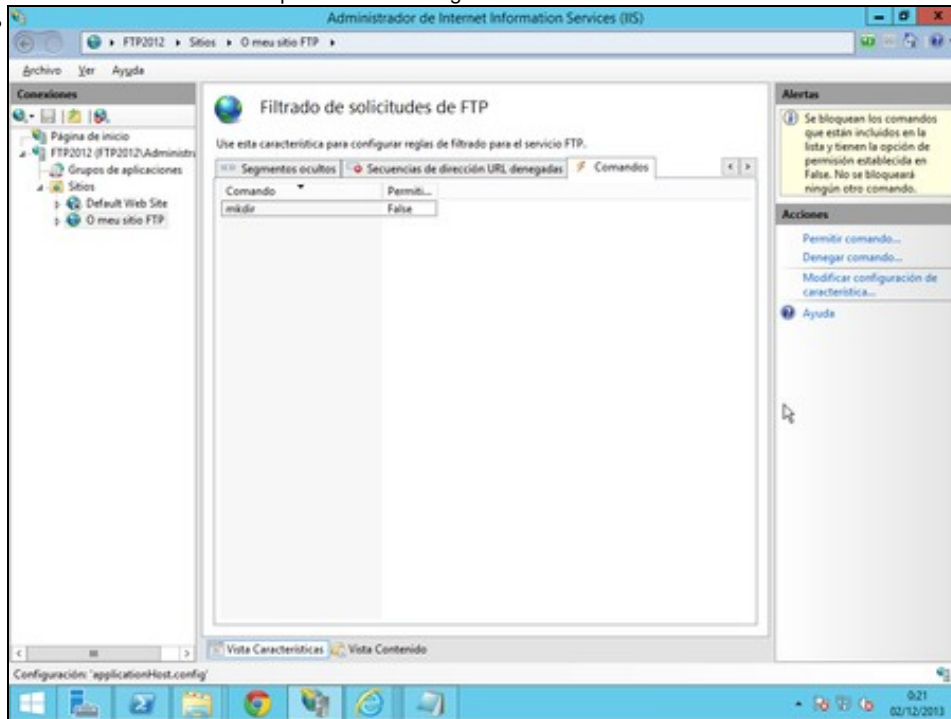 Administrador de Internet Information Services (IIS)
FTP2012 Sitios O meu sitio FTP
Archivo Ver Ayuda
Conexiones
Página de inicio
FTP2012 (FTP2012\Administr
Grupos de aplicaciones
Sitios
Default Web Site
O meu sitio FTP
Filtrado de solicitudes de FTP
Use esta característica para configurar reglas de filtrado para el servicio FTP.
Segmentos ocultos Secuencias de dirección URL denegadas Comandos
Comando Permiti...
mkdir False
Vista Características Vista Contenido
Alertas
Se bloquean los comandos
que están incluidos en la
lista y tienen la opción de
permisión establecida en
False. No se bloqueará
ningún otro comando.
Acciones
Permitir comando...
Denegar comando...
Modificar configuración de
característica...
Ayuda
Configuración: 'applicationHost.config'
0:21
02/12/2013